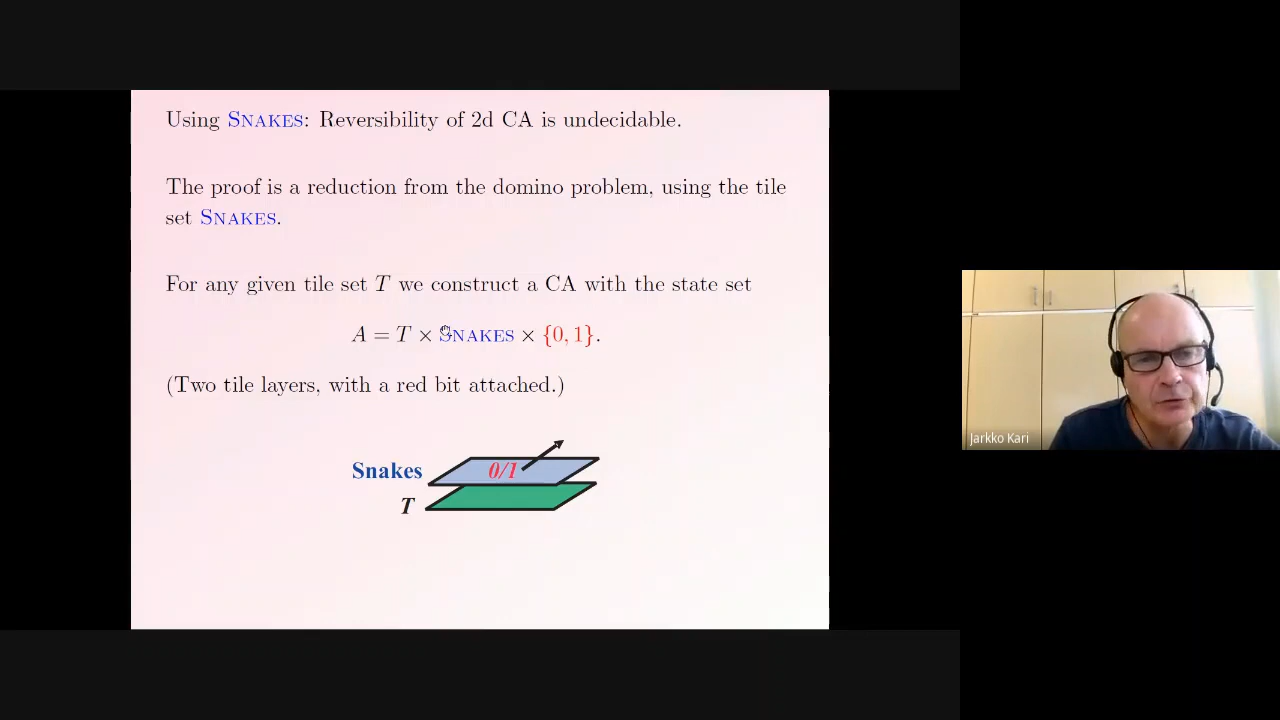 Using SNAKES: Reversibility of 2d CA is undecidable.
The proof is a reduction from the domino problem, using the tile
set SNAKES.
For any given tile set T we construct a CA with the state set
A = T × SNAKES × {0, 1}.
(Two tile layers, with a red bit attached.)
Snakes 0/1
T
Jarkko Kari